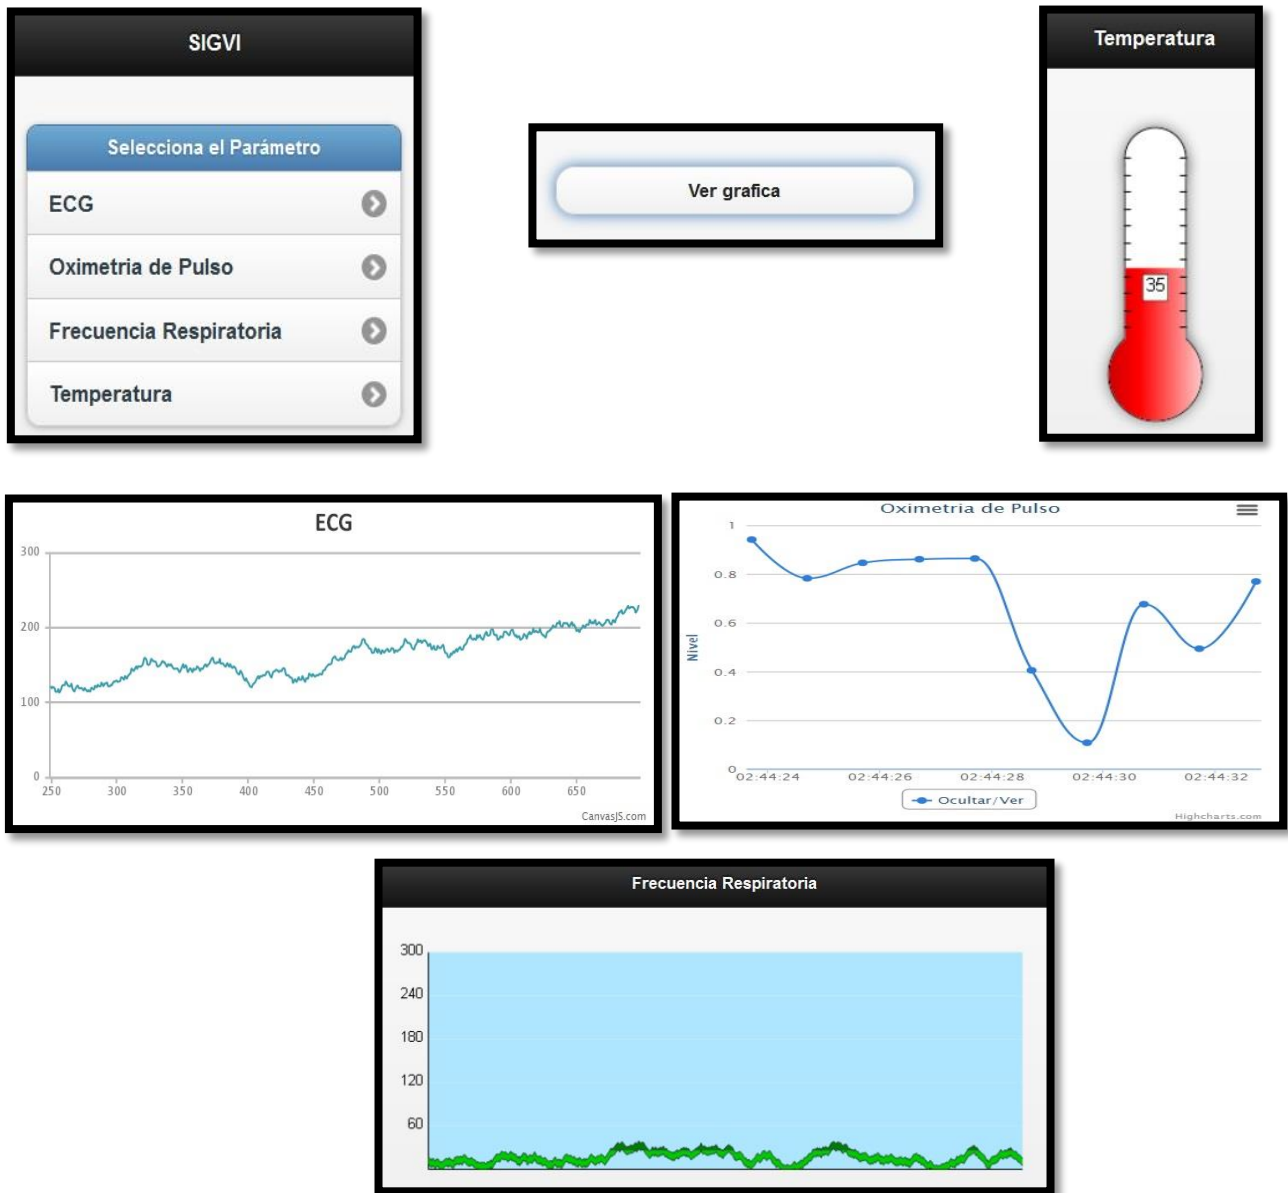 SIGVI
Selecciona el Parámetro
ECG
Oximetria de Pulso
Frecuencia Respiratoria
Temperatura
Ver grafica
Temperatura
35
ECG
300
200
100
0
250 300 350 400 450 500 550 600 650
CanvasJS.com
Oximetria de Pulso
1
0.8
0.6
0.4
0.2
0
Nivel
02:44:24 02:44:26 02:44:28 02:44:30 02:44:32
Ocultar/Ver
Highcharts.com
Frecuencia Respiratoria
300
240
180
120
60